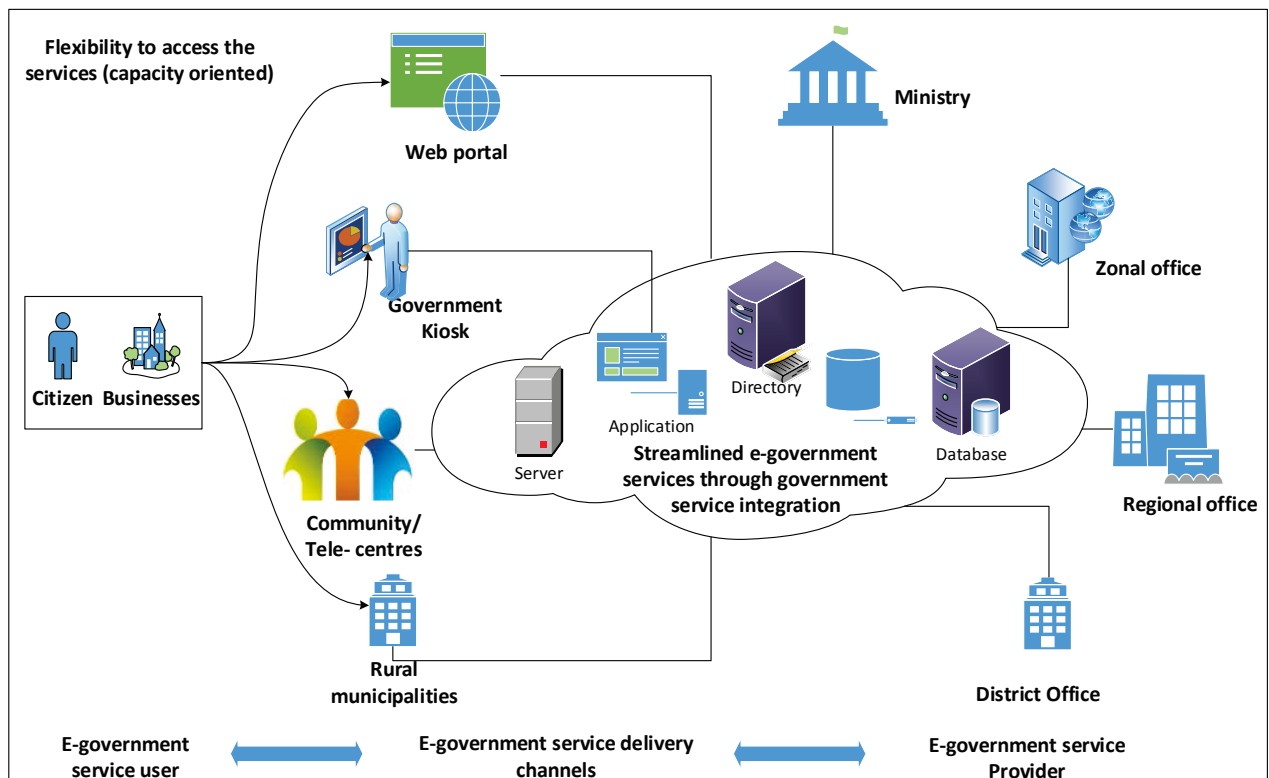 Flexibility to access the
services (capacity oriented)
Web portal
Ministry
Zonal office
Government
Kiosk
Citizen
Businesses
Directory
Application
Server
Database
Streamlined e-government
services through government
service integration
Regional office
Community/
Tele- centres
Rural
municipalities
District Office
E-government
service user
E-government service delivery
channels
E-government service
Provider